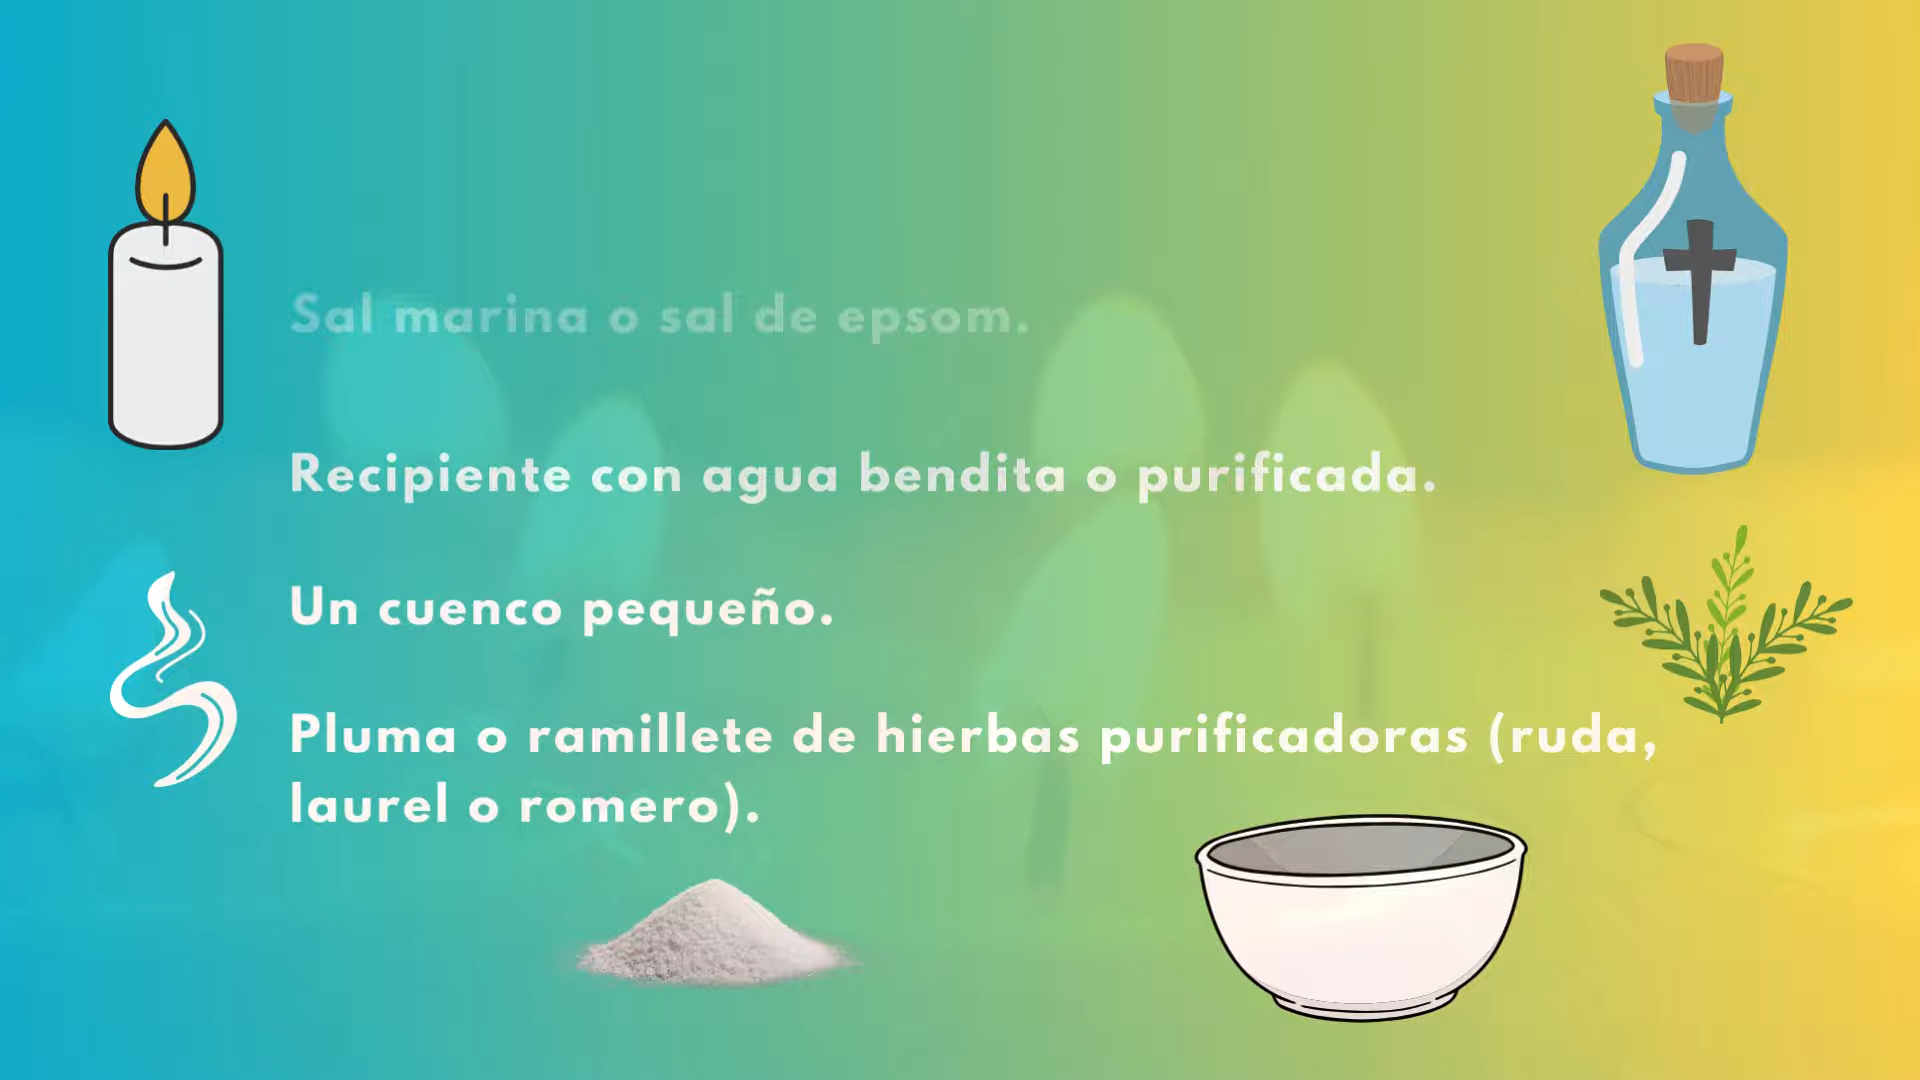 Sal marina o sal de epsom.
Recipiente con agua bendita o purificada.
Un cuenco pequeño.
Pluma o ramillete de hierbas purificadoras (ruda,
laurel o romero).